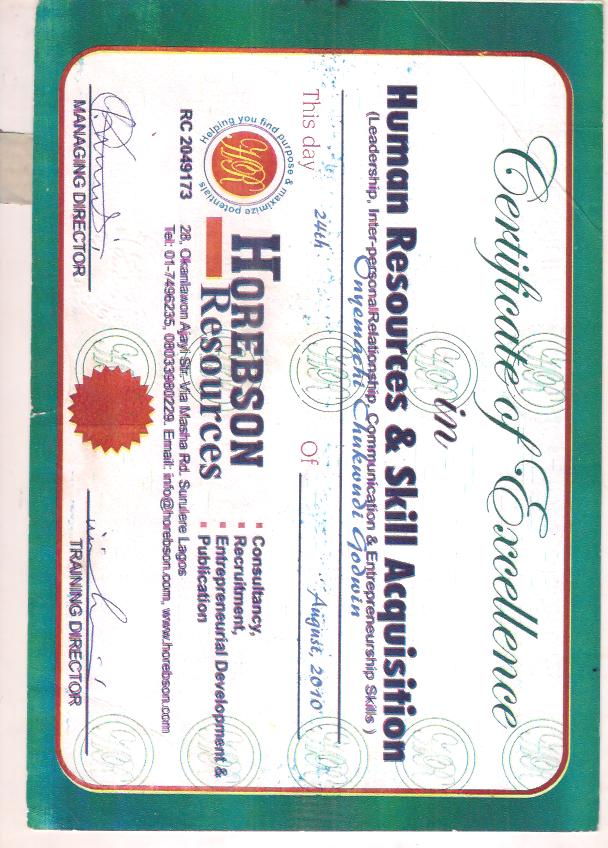 Certificate of Excellence
in
Human Resources & Skill Acquisition
(Leadership, Inter-personal Relationship, Communication & Entrepreneurship Skills )
Onyemachi Chukwudi Godwin
This day 24th Of August, 2010
Helping you find purpose & maximize potentials
HR
RC 2049173
HOREBSON
Resources
Consultancy,
Recruitment,
Entrepreneurial Development &
Publication
28, Okanlawon Ajayi Str. Via Masha Rd. Surulere Lagos
Tel: 01-7496235, 08033980229. Email: info@horebson.com, www.horebson.com
MANAGING DIRECTOR
TRAINING DIRECTOR